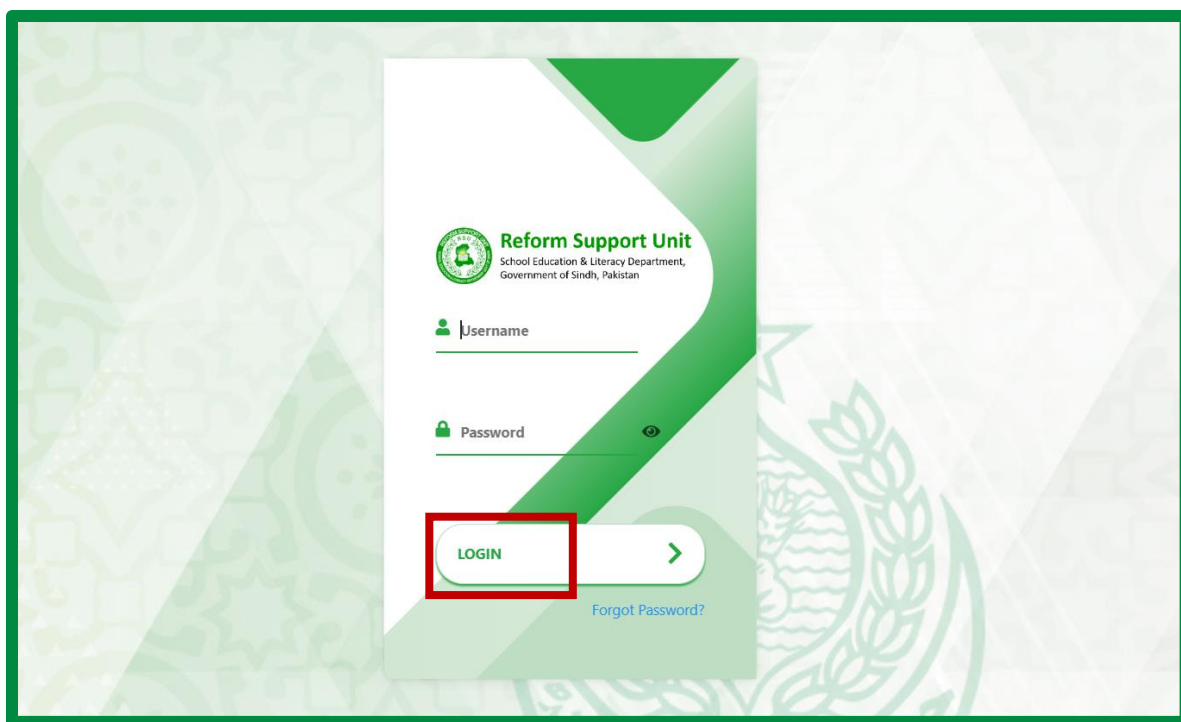 Reform Support Unit
School Education & Literacy Department,
Government of Sindh, Pakistan
Username
Password
LOGIN
Forgot Password?